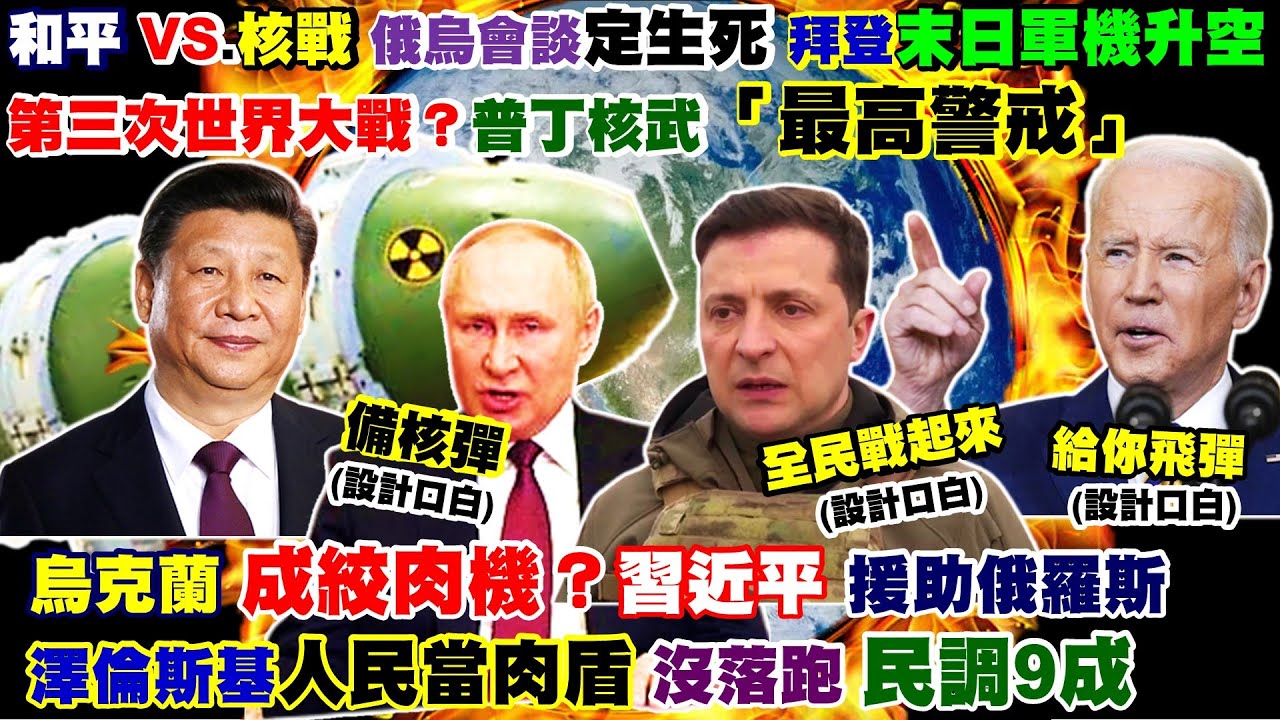 和平 VS.核戰 俄烏會談定生死 拜登末日軍機升空
第三次世界大戰？普丁核武「最高警戒」
備核彈
(設計口白)
全民戰起來
(設計口白)
給你飛彈
(設計口白)
烏克蘭 成絞肉機？習近平 援助俄羅斯
澤倫斯基人民當肉盾 沒落跑 民調9成